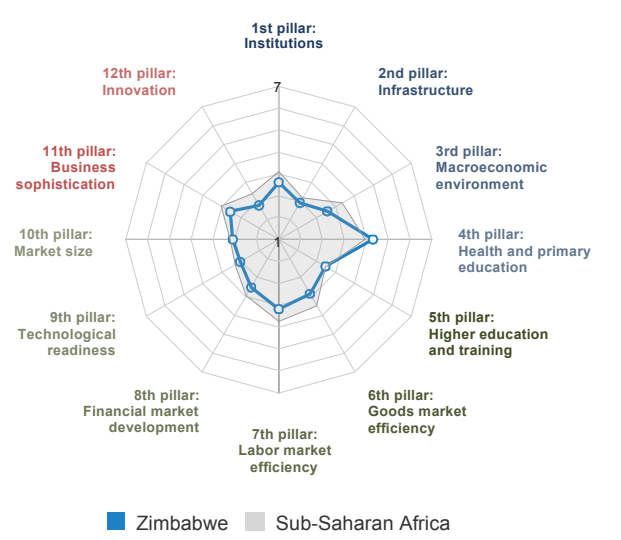 1st pillar:
Institutions
2nd pillar:
Infrastructure
3rd pillar:
Macroeconomic
environment
4th pillar:
Health and primary
education
5th pillar:
Higher education
and training
6th pillar:
Goods market
efficiency
7th pillar:
Labor market
efficiency
8th pillar:
Financial market
development
9th pillar:
Technological
readiness
10th pillar:
Market size
11th pillar:
Business
sophistication
12th pillar:
Innovation
7
1
Zimbabwe
Sub-Saharan Africa